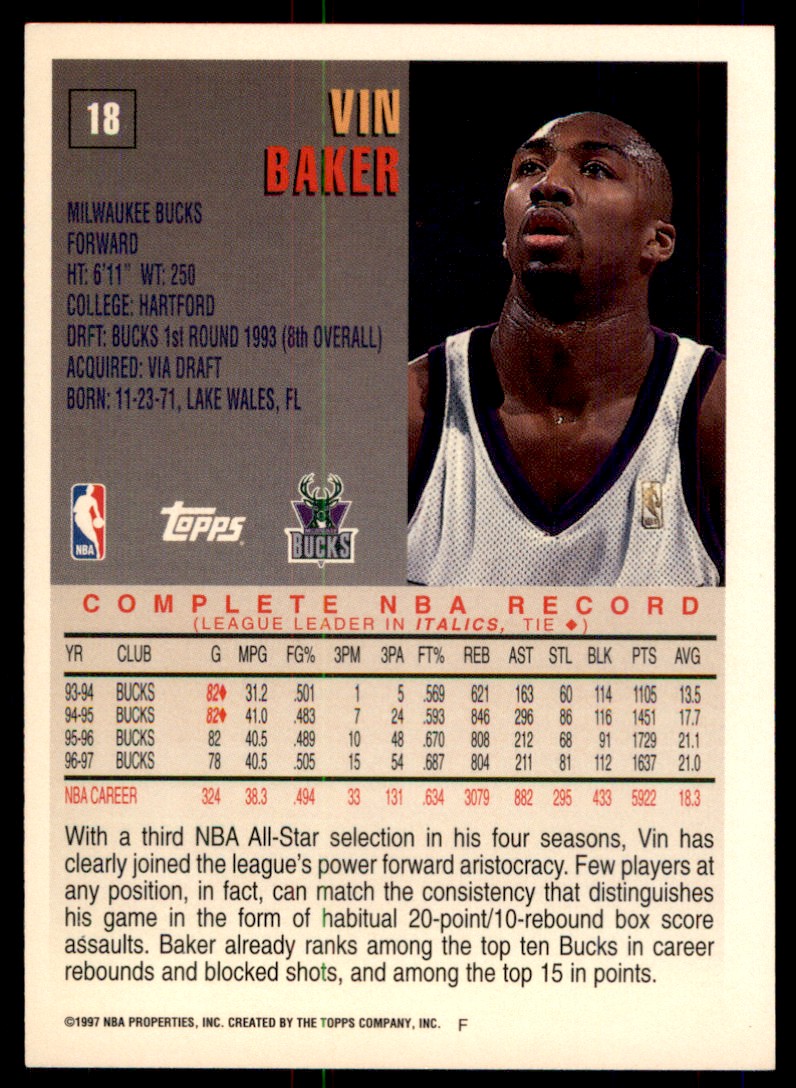 18
VIN
BAKER
MILWAUKEE BUCKS
FORWARD
HT: 6'11" WT: 250
COLLEGE: HARTFORD
DRFT: BUCKS 1st ROUND 1993 (8th OVERALL)
ACQUIRED: VIA DRAFT
BORN: 11-23-71, LAKE WALES, FL
NBA
TOPPS
BUCKS
COMPLETE NBA RECORD
(LEAGUE LEADER IN ITALICS, TIE ♦)
YR CLUB G MPG FG% 3PM 3PA FT% REB AST STL BLK PTS AVG
93-94 BUCKS 82♦ 31.2 .501 1 5 .569 621 163 60 114 1105 13.5
94-95 BUCKS 82♦ 41.0 .483 7 24 .593 846 296 86 116 1451 17.7
95-96 BUCKS 82 40.5 .489 10 48 .670 808 212 68 91 1729 21.1
96-97 BUCKS 78 40.5 .505 15 54 .687 804 211 81 112 1637 21.0
NBA CAREER 324 38.3 .494 33 131 .634 3079 882 295 433 5922 18.3
With a third NBA All-Star selection in his four seasons, Vin has
clearly joined the league's power forward aristocracy. Few players at
any position, in fact, can match the consistency that distinguishes
his game in the form of habitual 20-point/10-rebound box score
assaults. Baker already ranks among the top ten Bucks in career
rebounds and blocked shots, and among the top 15 in points.
©1997 NBA PROPERTIES, INC. CREATED BY THE TOPPS COMPANY, INC. F